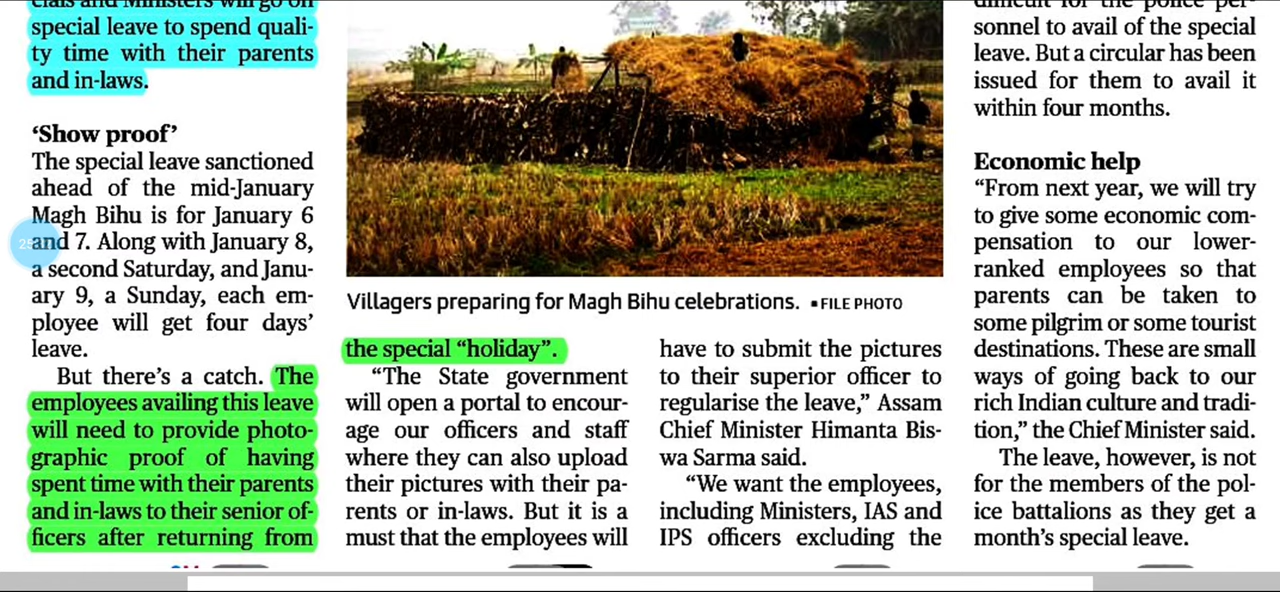 cials and Ministers will go on
special leave to spend quali-
ty time with their parents
and in-laws.
‘Show proof’
The special leave sanctioned
ahead of the mid-January
Magh Bihu is for January 6
and 7. Along with January 8,
a second Saturday, and Janu-
ary 9, a Sunday, each em-
ployee will get four days’
leave.
But there’s a catch. The
employees availing this leave
will need to provide photo-
graphic proof of having
spent time with their parents
and in-laws to their senior of-
ficers after returning from
Villagers preparing for Magh Bihu celebrations. ▪FILE PHOTO
the special “holiday”.
“The State government
will open a portal to encour-
age our officers and staff
where they can also upload
their pictures with their pa-
rents or in-laws. But it is a
must that the employees will
have to submit the pictures
to their superior officer to
regularise the leave,” Assam
Chief Minister Himanta Bis-
wa Sarma said.
“We want the employees,
including Ministers, IAS and
IPS officers excluding the
difficult for the police per-
sonnel to avail of the special
leave. But a circular has been
issued for them to avail it
within four months.
Economic help
“From next year, we will try
to give some economic com-
pensation to our lower-
ranked employees so that
parents can be taken to
some pilgrim or some tourist
destinations. These are small
ways of going back to our
rich Indian culture and tradi-
tion,” the Chief Minister said.
The leave, however, is not
for the members of the pol-
ice battalions as they get a
month’s special leave.